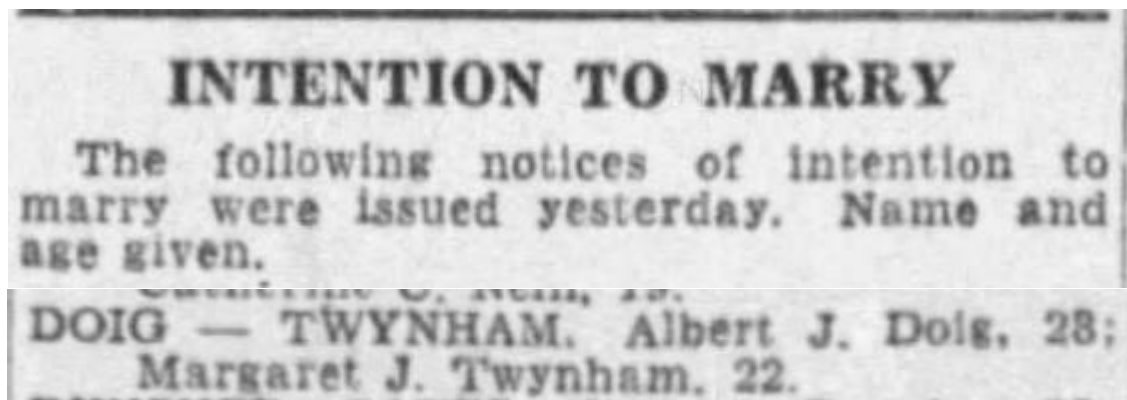 INTENTION TO MARRY
The following notices of intention to
marry were issued yesterday. Name and
age given.
DOIG — TWYNHAM. Albert J. Doig, 28;
Margaret J. Twynham, 22.